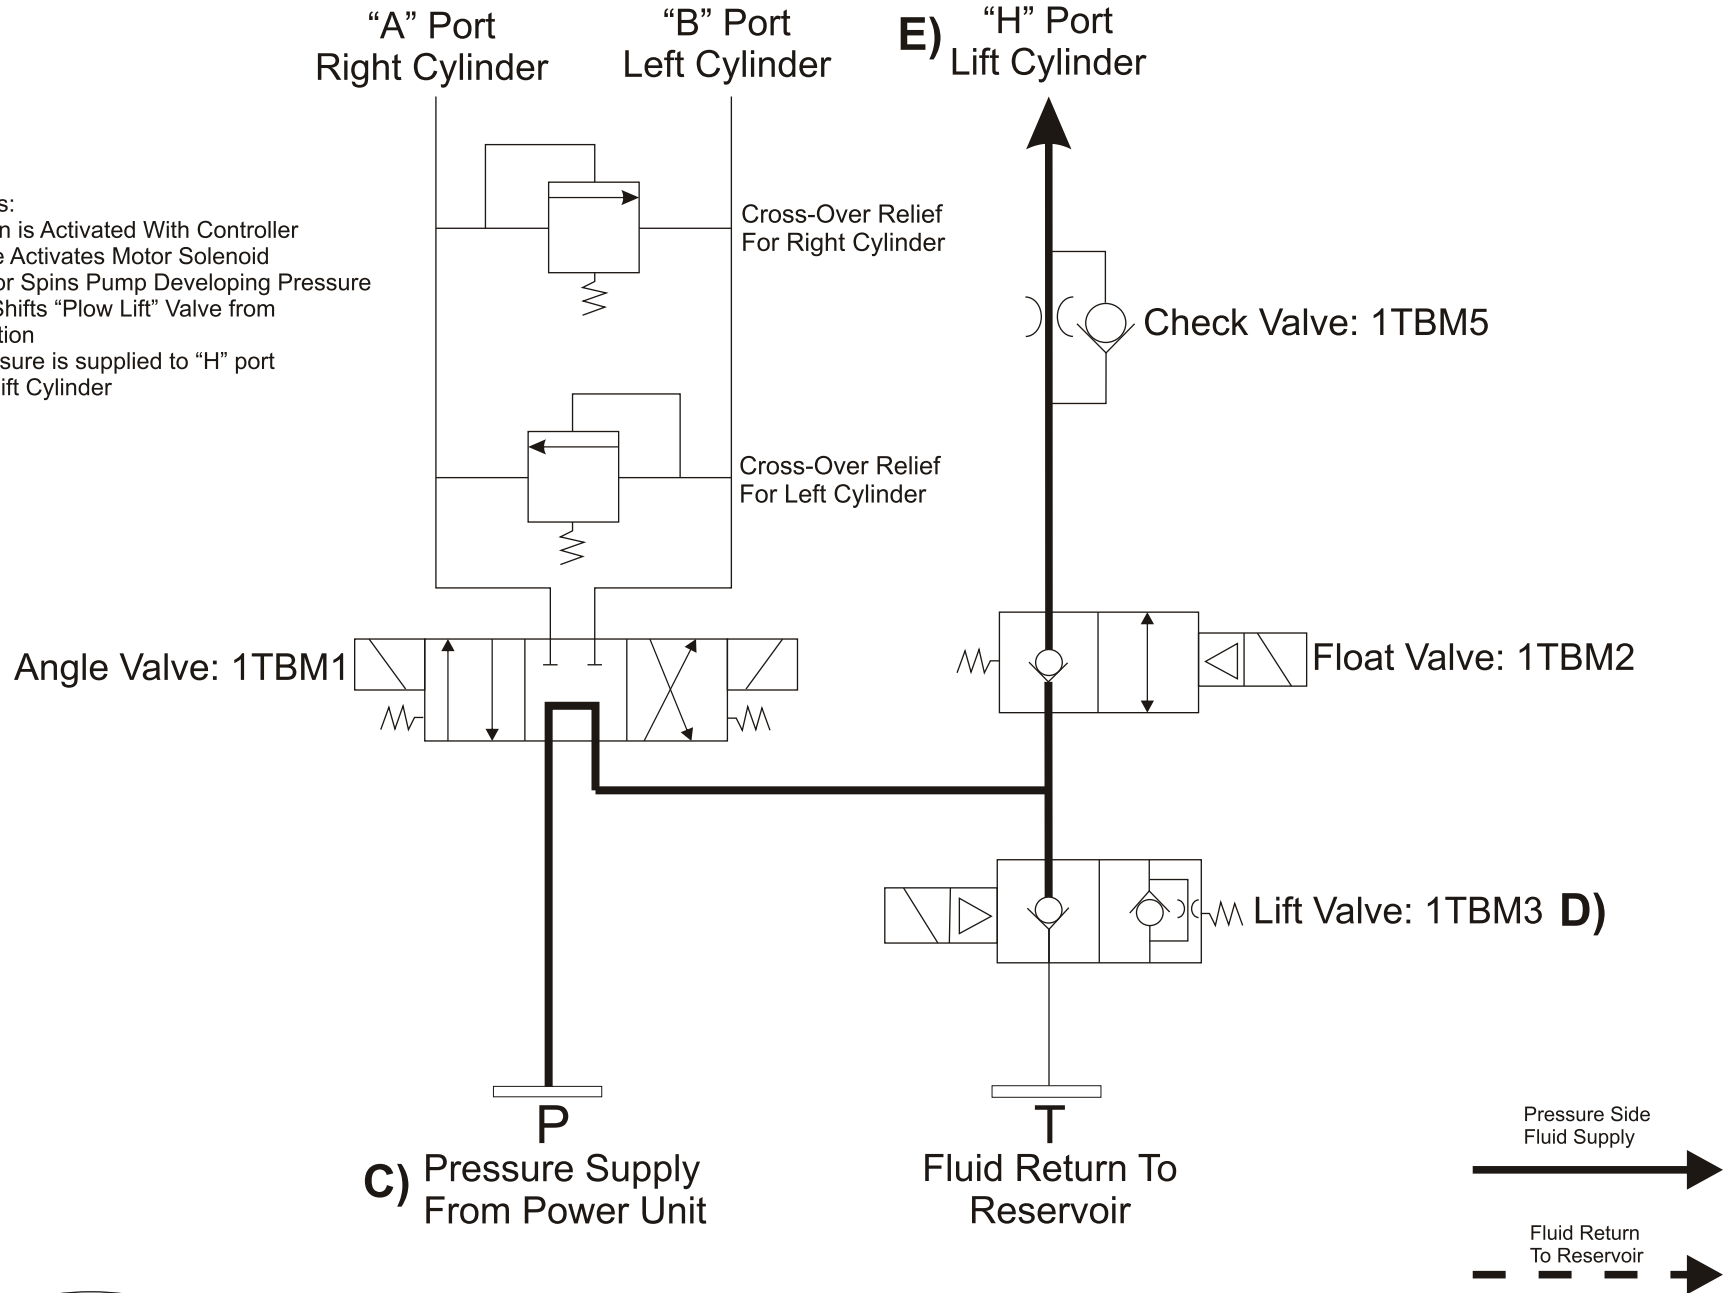 “A” Port
Right Cylinder
“B” Port
Left Cylinder
E)
“H” Port
Lift Cylinder
s:
n is Activated With Controller
e Activates Motor Solenoid
or Spins Pump Developing Pressure
Shifts “Plow Lift” Valve from
tion
sure is supplied to “H” port
ift Cylinder
Cross-Over Relief
For Right Cylinder
Check Valve: 1TBM5
Cross-Over Relief
For Left Cylinder
Angle Valve: 1TBM1
Float Valve: 1TBM2
Lift Valve: 1TBM3 D)
P
C) Pressure Supply
From Power Unit
T
Fluid Return To
Reservoir
Pressure Side
Fluid Supply
Fluid Return
To Reservoir